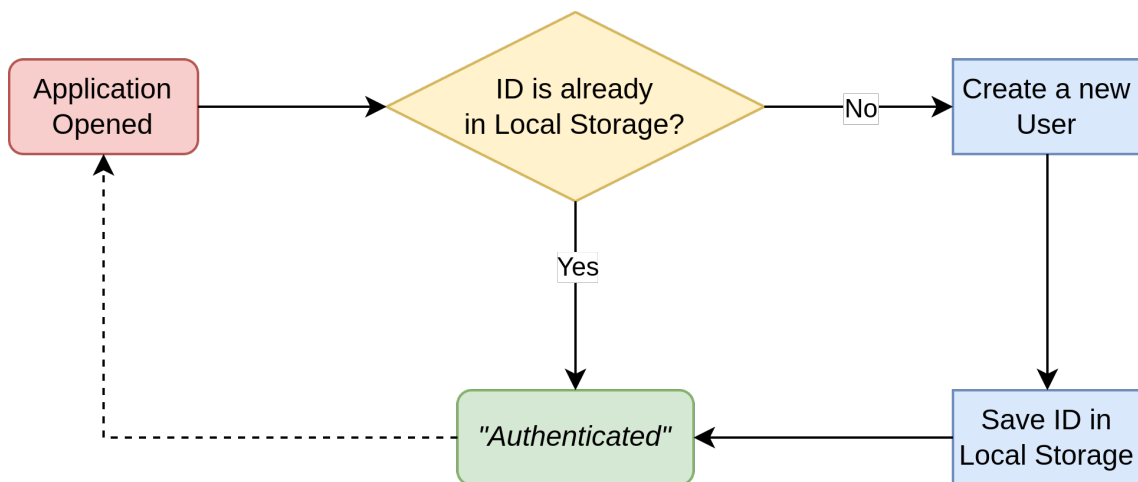 Application
Opened
ID is already
in Local Storage?
No
Create a new
User
Yes
"Authenticated"
Save ID in
Local Storage